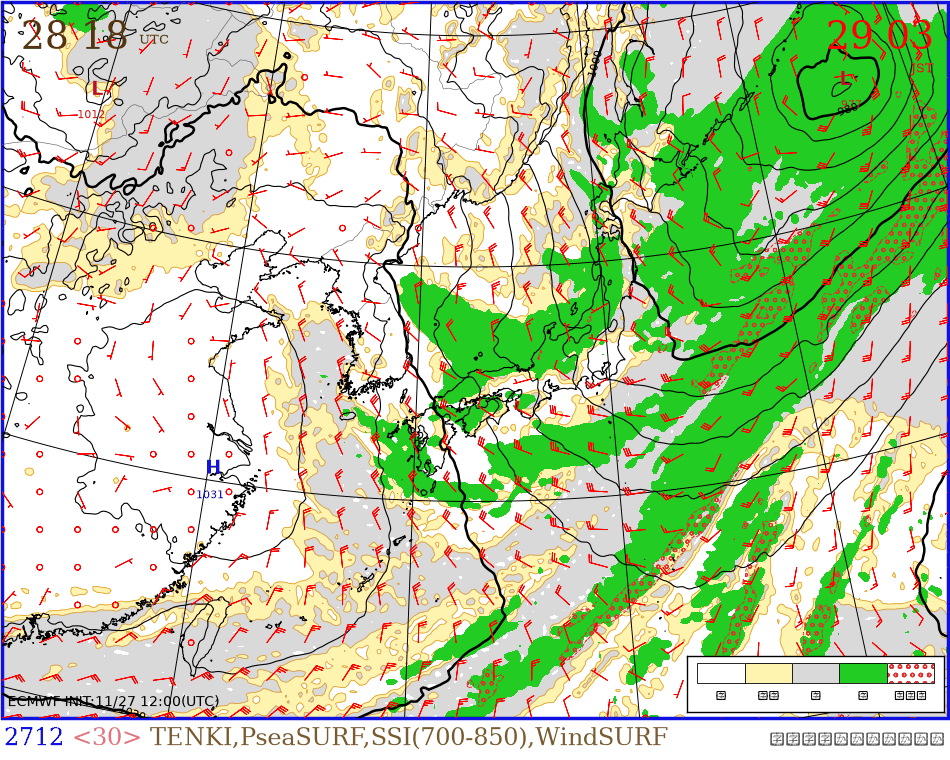 28 18 UTC
29 03 JST
L
1012
L
H
1031
1000
ECMWF INIT:11/27 12:00(UTC)
2712 <30> TENKI,PseaSURF,SSI(700-850),WindSURF